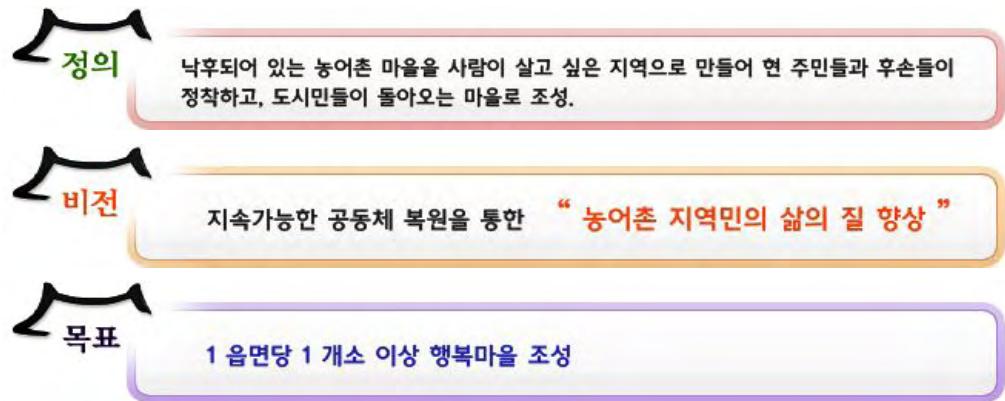 정의
낙후되어 있는 농어촌 마을을 사람이 살고 싶은 지역으로 만들어 현 주민들과 후손들이
정착하고, 도시민들이 돌아오는 마을로 조성.
비전
지속가능한 공동체 복원을 통한 “ 농어촌 지역민의 삶의 질 향상 ”
목표
1 읍면당 1 개소 이상 행복마을 조성